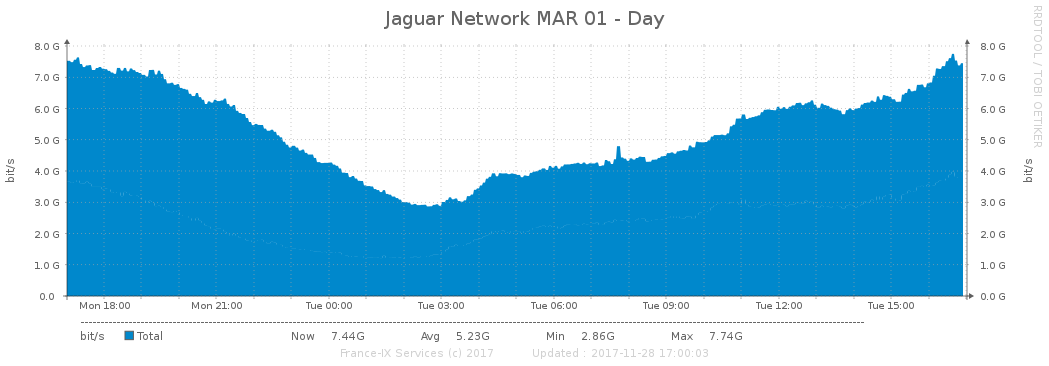 Jaguar Network MAR 01 - Day
RRDTOOL / TOBI OETIKER
bit/s
bit/s
8.0 G 8.0 G
7.0 G 7.0 G
6.0 G 6.0 G
5.0 G 5.0 G
4.0 G 4.0 G
3.0 G 3.0 G
2.0 G 2.0 G
1.0 G 1.0 G
0.0 0.0 G
Mon 18:00 Mon 21:00 Tue 00:00 Tue 03:00 Tue 06:00 Tue 09:00 Tue 12:00 Tue 15:00
bit/s Total Now 7.44G Avg 5.23G Min 2.86G Max 7.74G
France-IX Services (c) 2017 Updated : 2017-11-28 17:00:03